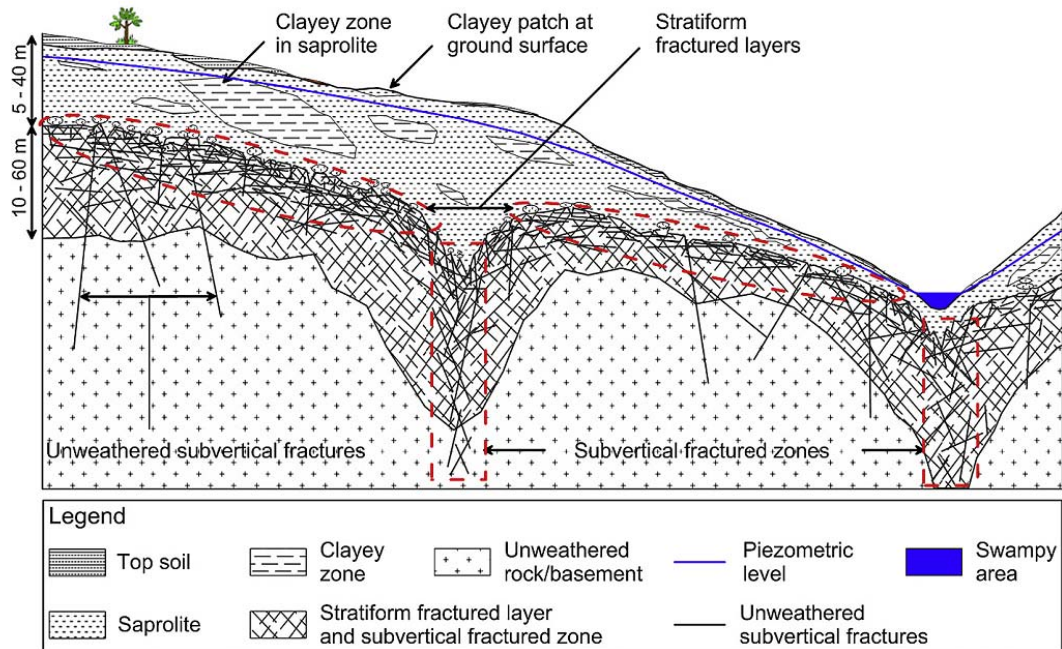 Clayey zone
in saprolite
Clayey patch at
ground surface
Stratiform
fractured layers
5 - 40 m
10 - 60 m
Unweathered subvertical fractures
Subvertical fractured zones
Legend
Top soil
Clayey
zone
Unweathered
rock/basement
Piezometric
level
Swampy
area
Saprolite
Stratiform fractured layer
and subvertical fractured zone
Unweathered
subvertical fractures